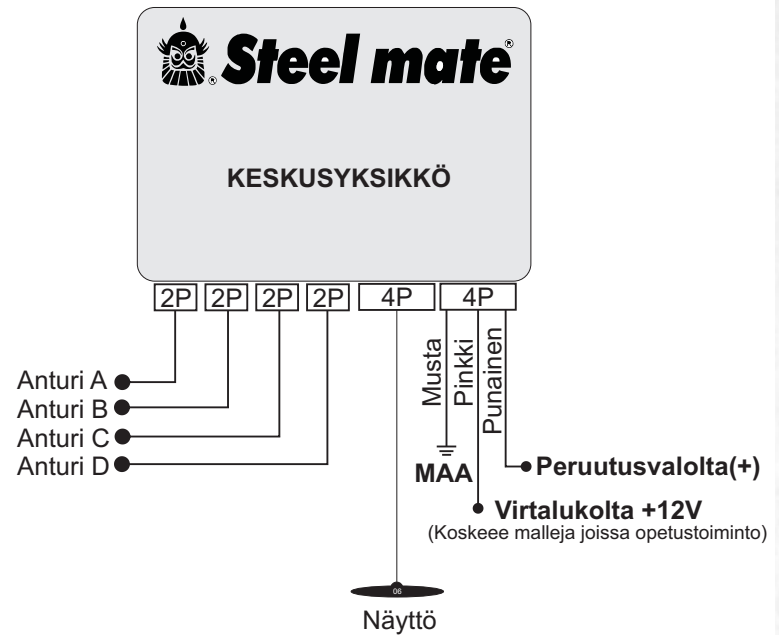 ® Steel mate®
KESKUSYKSIKKÖ
2P 2P 2P 2P 4P 4P
Musta
Pinkki
Punainen
Anturi A
Anturi B
Anturi C
Anturi D
MAA
Peruutusvalolta(+)
Virtalukolta +12V
(Koskeee malleja joissa opetustoiminto)
06
Näyttö